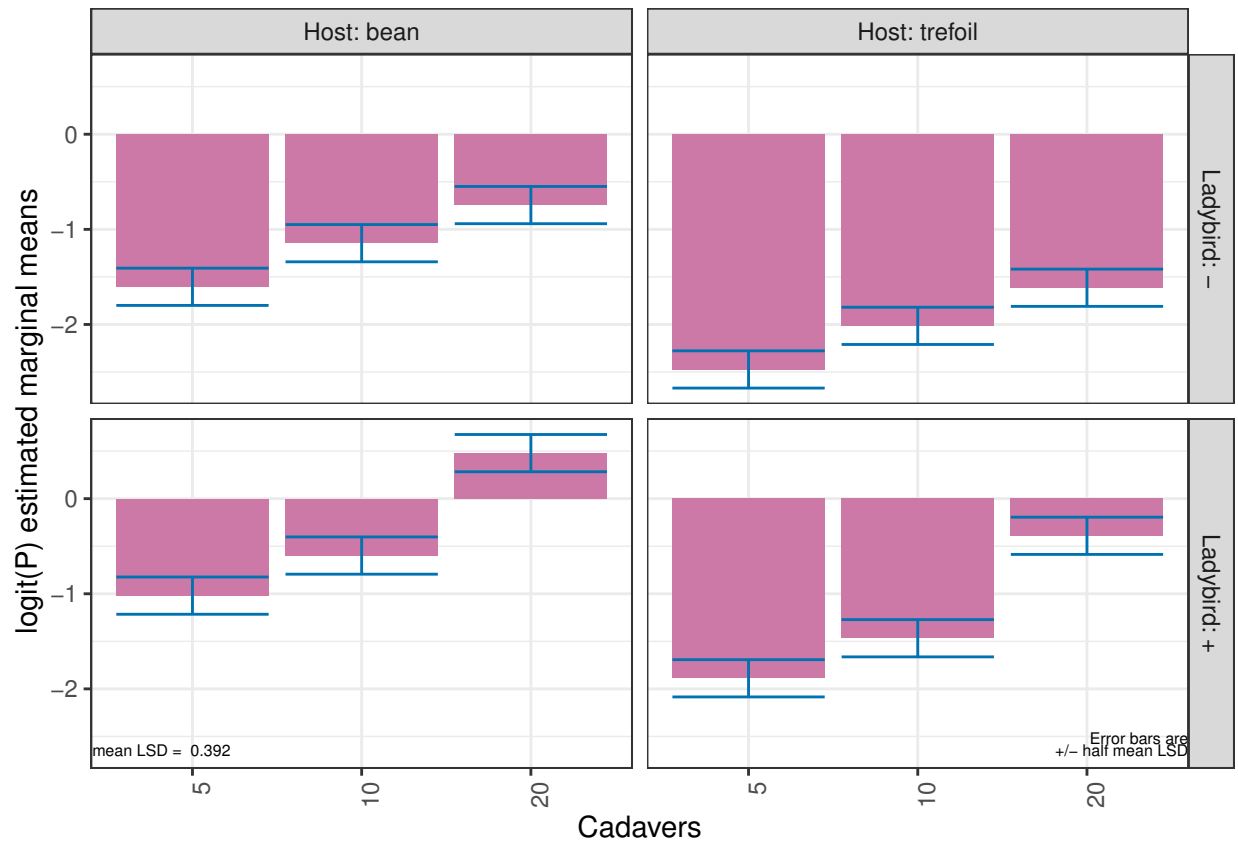 Host: bean
Host: trefoil
logit(P) estimated marginal means
0
−1
−2
Ladybird: −
0
−1
−2
Ladybird: +
mean LSD =  0.392
Error bars are
+/− half mean LSD
5
10
20
5
10
20
Cadavers